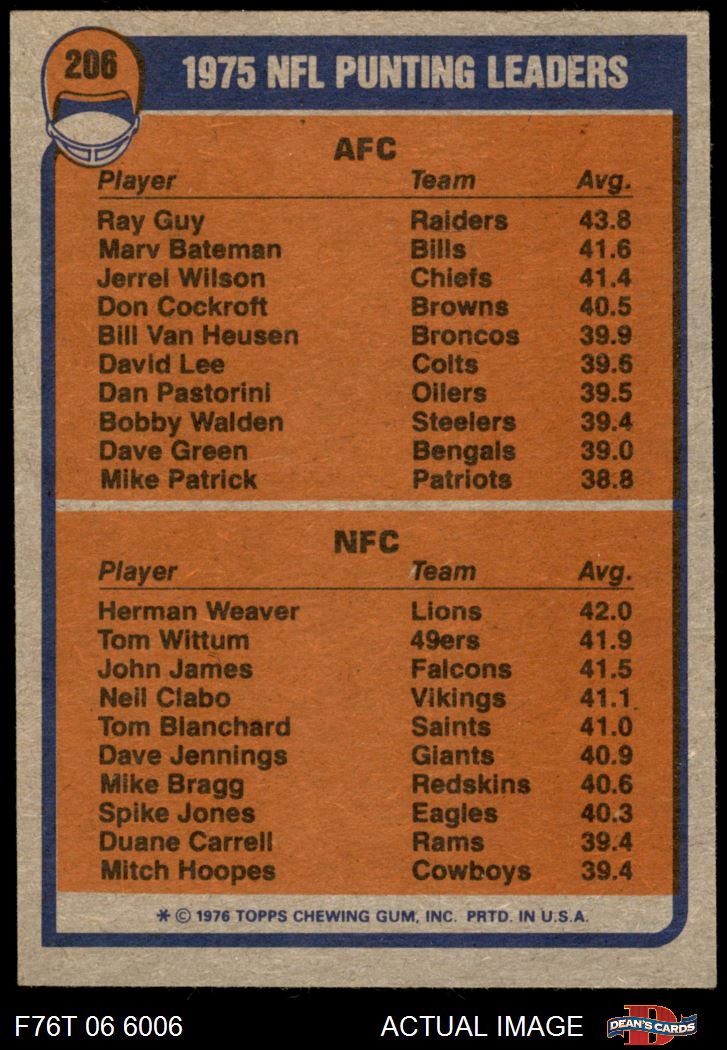 206
1975 NFL PUNTING LEADERS
AFC
Player Team Avg.
Ray Guy Raiders 43.8
Marv Bateman Bills 41.6
Jerrel Wilson Chiefs 41.4
Don Cockroft Browns 40.5
Bill Van Heusen Broncos 39.9
David Lee Colts 39.6
Dan Pastorini Oilers 39.5
Bobby Walden Steelers 39.4
Dave Green Bengals 39.0
Mike Patrick Patriots 38.8
NFC
Player Team Avg.
Herman Weaver Lions 42.0
Tom Wittum 49ers 41.9
John James Falcons 41.5
Neil Clabo Vikings 41.1
Tom Blanchard Saints 41.0
Dave Jennings Giants 40.9
Mike Bragg Redskins 40.6
Spike Jones Eagles 40.3
Duane Carrell Rams 39.4
Mitch Hoopes Cowboys 39.4
* © 1976 TOPPS CHEWING GUM, INC. PRTD. IN U.S.A.
F76T 06 6006 ACTUAL IMAGE D DEAN'S CARDS